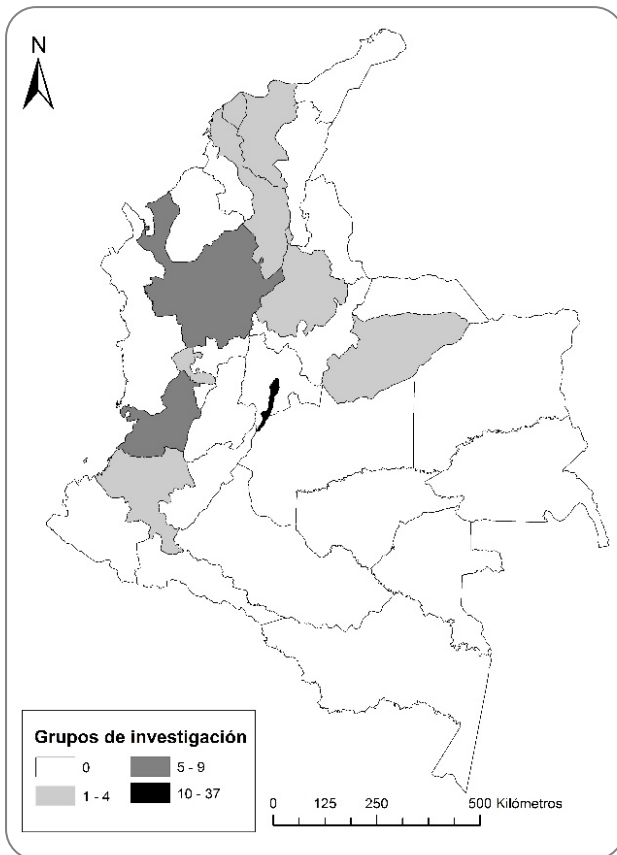 N
Grupos de investigación
0
5 - 9
1 - 4
10 - 37
0 125 250 500 Kilómetros